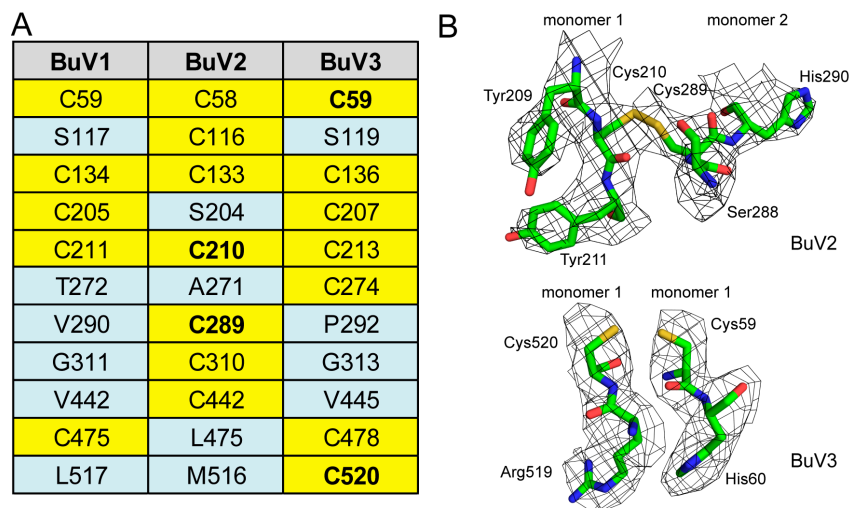 A
BuV1 BuV2 BuV3
C59 C58 C59
S117 C116 S119
C134 C133 C136
C205 S204 C207
C211 C210 C213
T272 A271 C274
V290 C289 P292
G311 C310 G313
V442 C442 V445
C475 L475 C478
L517 M516 C520
B
monomer 1 monomer 2
Cys210
Cys289
His290
Tyr209
Ser288
Tyr211
BuV2
monomer 1 monomer 1
Cys520 Cys59
Arg519 His60
BuV3